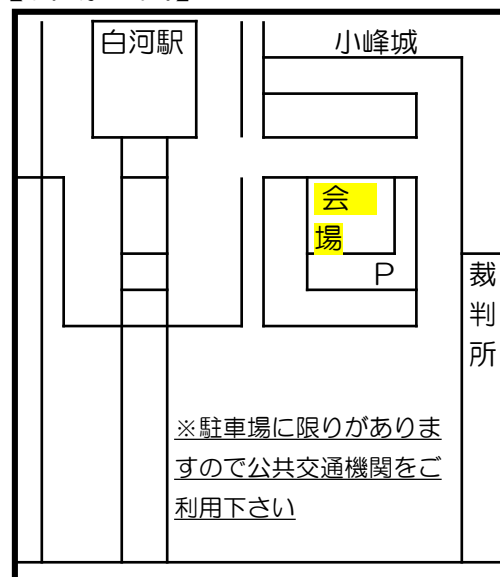 白河駅
小峰城
会
場
P
裁
判
所
※駐車場に限りがありま
すので公共交通機関をご
利用下さい